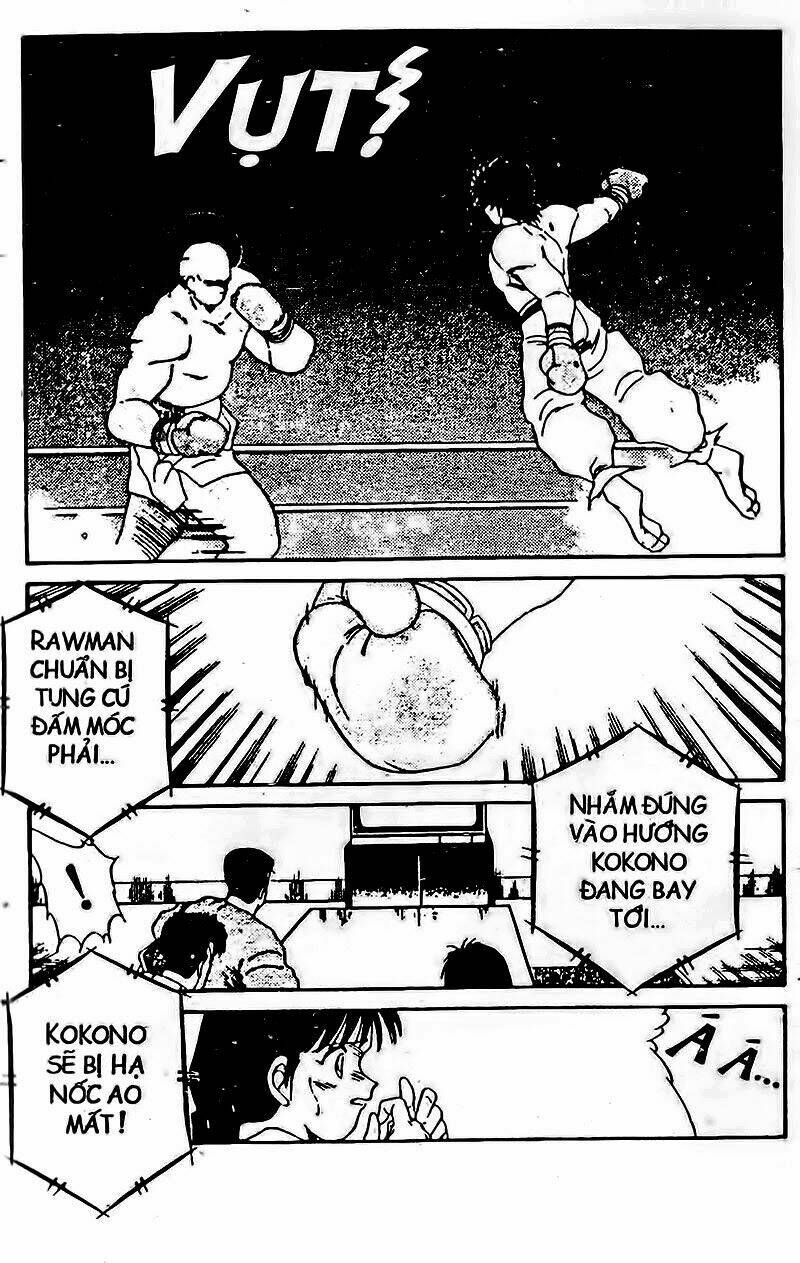 VỤT!
RAWMAN
CHUẨN BỊ
TUNG CÚ
ĐẤM MÓC
PHẢI...
NHẮM ĐÚNG
VÀO HƯỚNG
KOKONO
ĐANG BAY
TỚI...
!
KOKONO
SẼ BỊ HẠ
NỐC AO
MẤT!
Á Á...